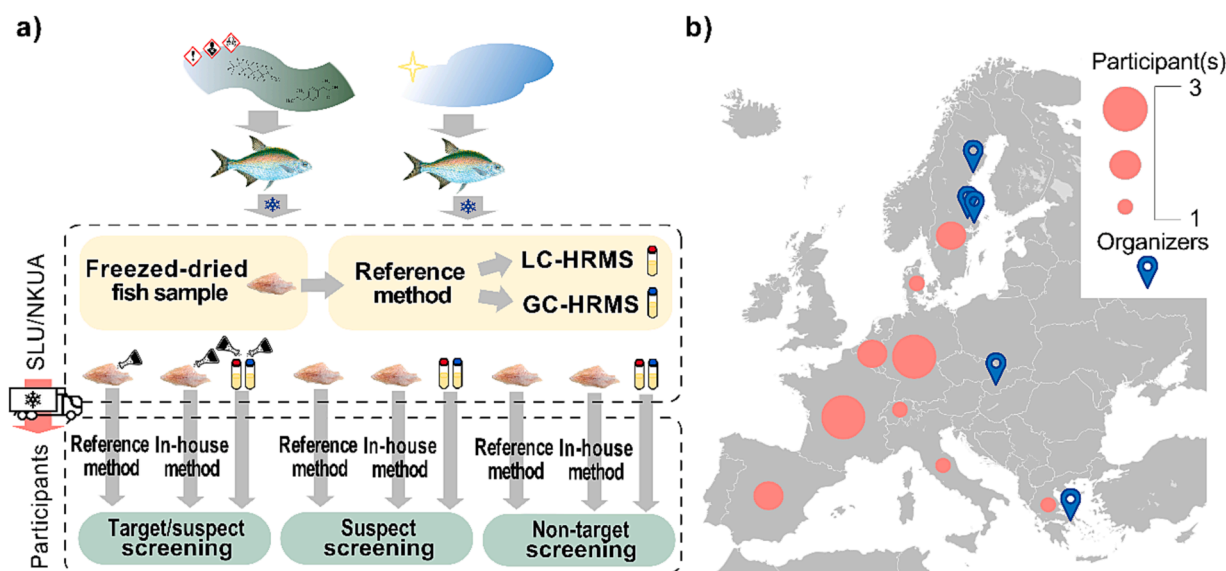 a)
Freezed-dried
fish sample
Reference
method
LC-HRMS
GC-HRMS
SLU/NKUA
Participants
Reference
method
In-house
method
Reference
method
In-house
method
Reference
method
In-house
method
Target/suspect
screening
Suspect
screening
Non-target
screening
b)
Participant(s)
3
1
Organizers